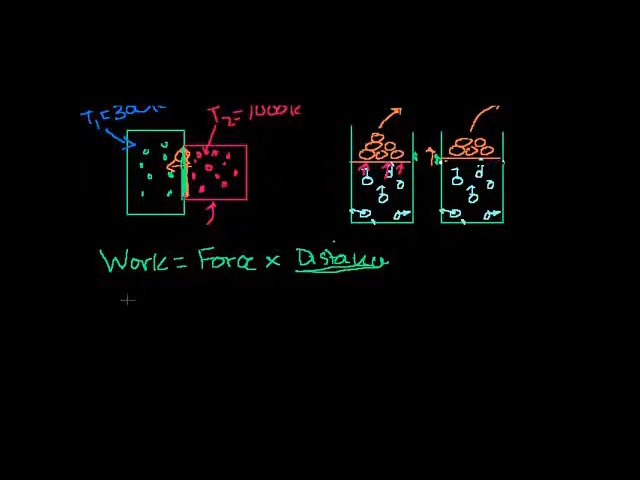 T₁=300K T₂=1000K
Work = Force × Distance